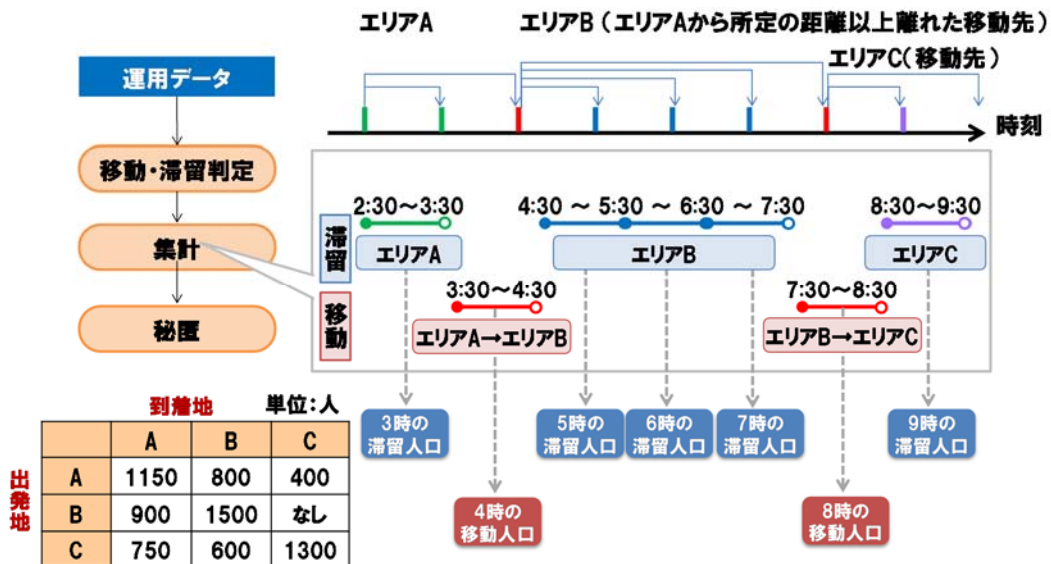 エリアA
エリアB(エリアAから所定の距離以上離れた移動先)
エリアC(移動先)
時刻
運用データ
移動・滞留判定
集計
秘匿
滞留
2:30～3:30
4:30 ～ 5:30 ～ 6:30 ～ 7:30
8:30～9:30
エリアA
エリアB
エリアC
移動
3:30～4:30
7:30～8:30
エリアA→エリアB
エリアB→エリアC
3時の
滞留人口
5時の
滞留人口
6時の
滞留人口
7時の
滞留人口
9時の
滞留人口
4時の
移動人口
8時の
移動人口
到着地
単位:人
出発地
A B C
A 1150 800 400
B 900 1500 なし
C 750 600 1300